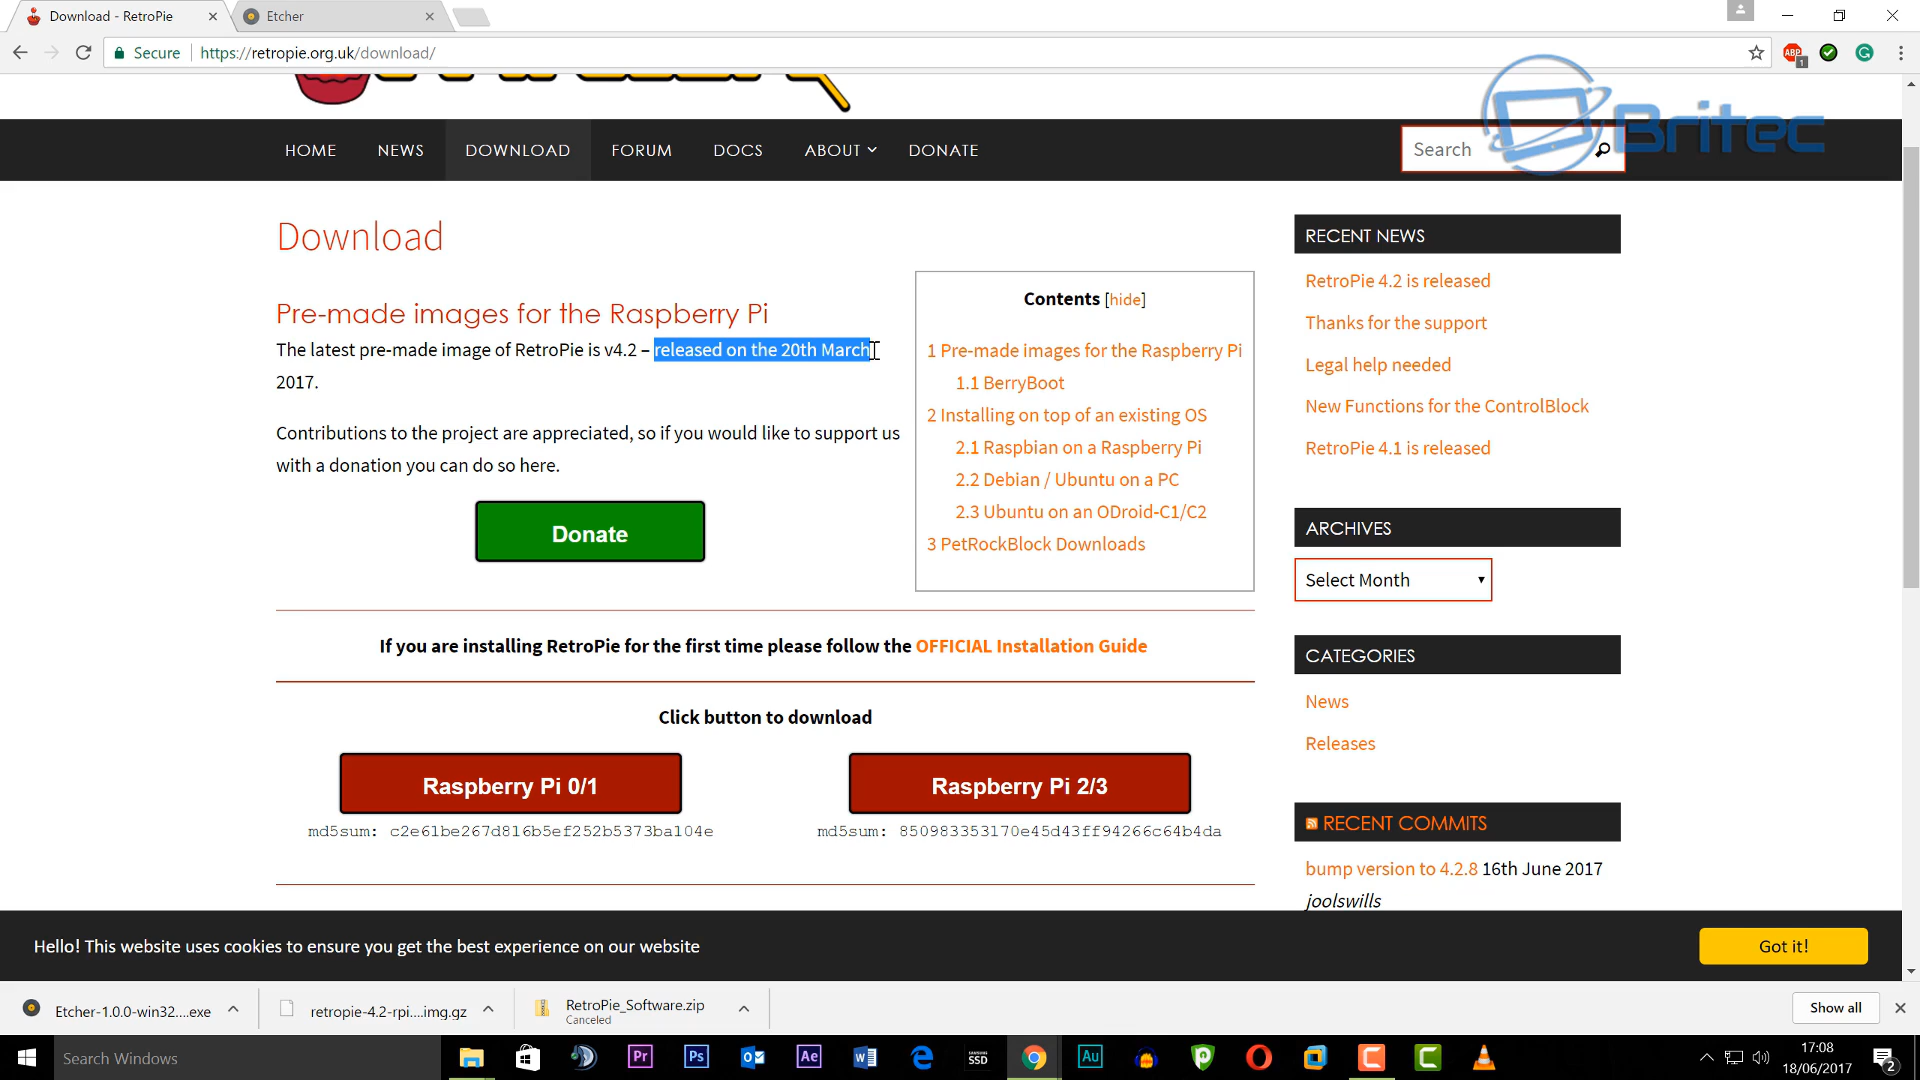 Download - RetroPie
Etcher
Secure
https://retropie.org.uk/download/
ABP
1
Britec
HOME NEWS DOWNLOAD FORUM DOCS ABOUT DONATE
Search
Download
Pre-made images for the Raspberry Pi
The latest pre-made image of RetroPie is v4.2 – released on the 20th March
2017.
Contributions to the project are appreciated, so if you would like to support us
with a donation you can do so here.
Donate
Contents [hide]
1 Pre-made images for the Raspberry Pi
1.1 BerryBoot
2 Installing on top of an existing OS
2.1 Raspbian on a Raspberry Pi
2.2 Debian / Ubuntu on a PC
2.3 Ubuntu on an ODroid-C1/C2
3 PetRockBlock Downloads
If you are installing RetroPie for the first time please follow the OFFICIAL Installation Guide
Click button to download
Raspberry Pi 0/1
Raspberry Pi 2/3
md5sum: c2e61be267d816b5ef252b5373ba104e
md5sum: 850983353170e45d43ff94266c64b4da
RECENT NEWS
RetroPie 4.2 is released
Thanks for the support
Legal help needed
New Functions for the ControlBlock
RetroPie 4.1 is released
ARCHIVES
Select Month
CATEGORIES
News
Releases
RECENT COMMITS
bump version to 4.2.8 16th June 2017
joolswills
Hello! This website uses cookies to ensure you get the best experience on our website
Got it!
Etcher-1.0.0-win32....exe
retropie-4.2-rpi....img.gz
RetroPie_Software.zip
Canceled
Show all
Search Windows
Pr
Ps
Ae
SAMSUNG
SSD
Au
17:08
18/06/2017
2